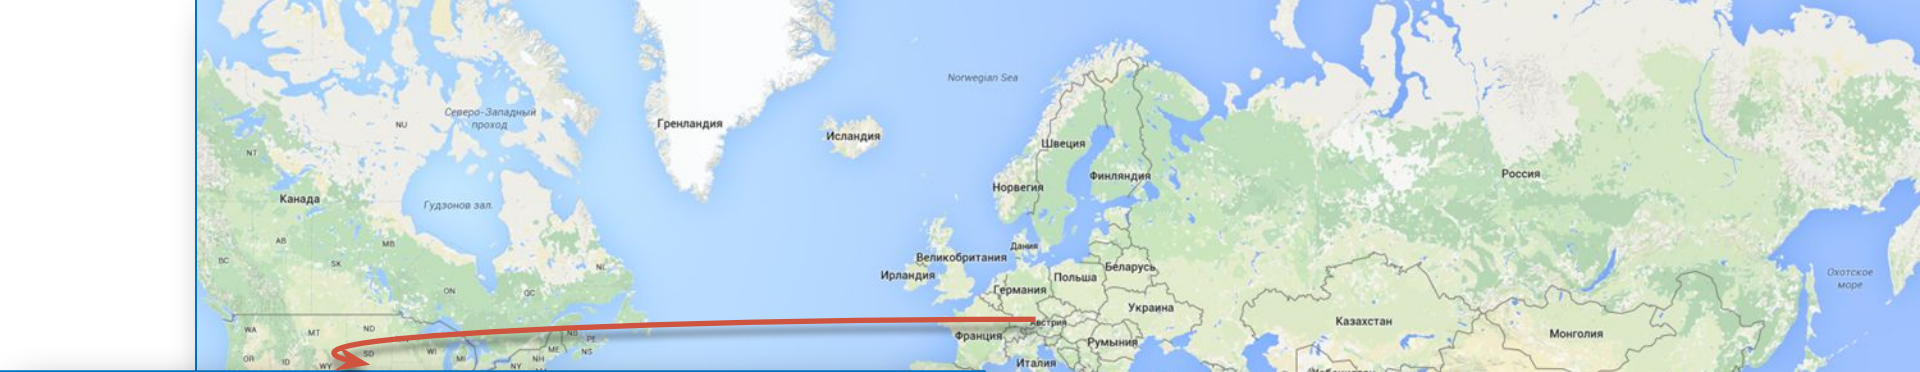 Norwegian Sea
Северо-Западный
проход
NU
Гренландия
Исландия
Швеция
NT
Финляндия
Россия
Норвегия
Канада
Гудзонов зал.
AB
MB
Дания
BC
SK
Великобритания
Беларусь
NL
Ирландия
Польша
Охотское
море
ON
QC
Германия
Украина
Австрия
Казахстан
WA
MT
ND
NB
PE
Франция
Румыния
Монголия
OR
ID
SD
WI
MI
ME
NS
NH
WY
NY
Италия